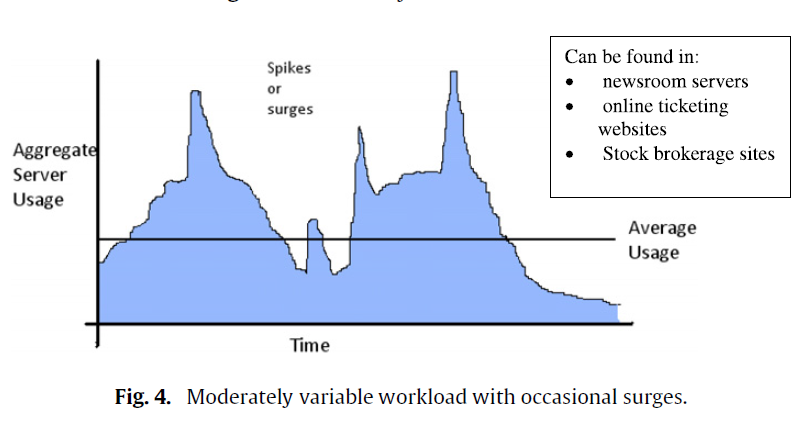 Spikes
or
surges
Can be found in:
• newsroom servers
• online ticketing
websites
• Stock brokerage sites
Aggregate
Server
Usage
Average
Usage
Time
Fig. 4. Moderately variable workload with occasional surges.